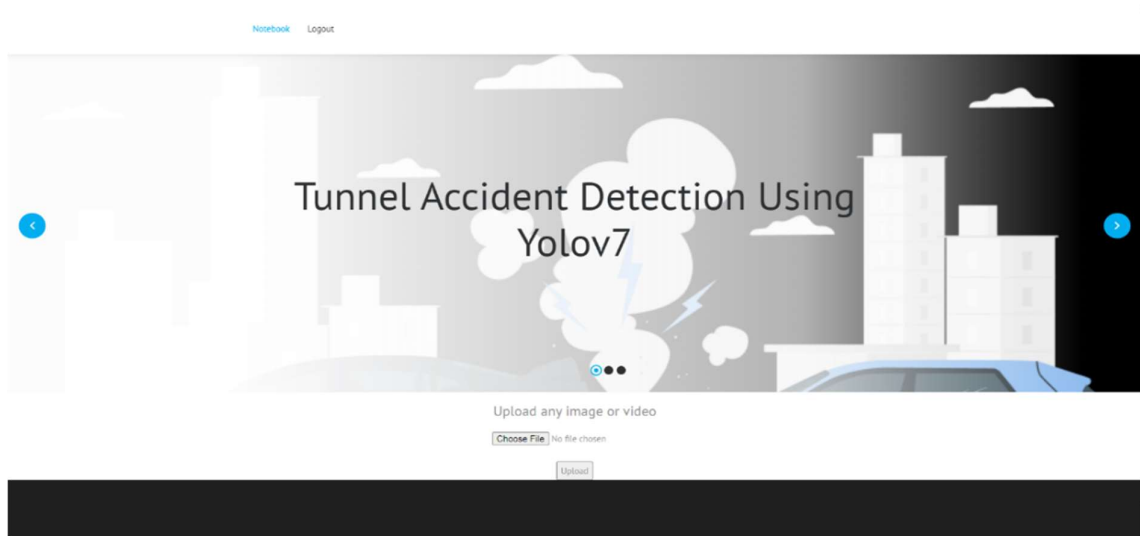 Notebook Logout
Tunnel Accident Detection Using
Yolov7
Upload any image or video
Choose File No file chosen
Upload